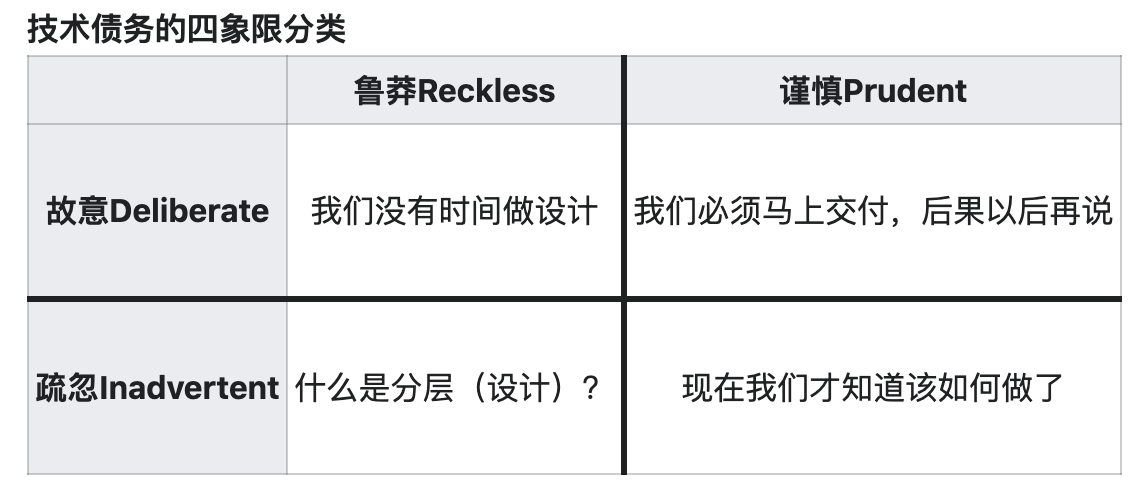 技术债务的四象限分类
鲁莽Reckless
谨慎Prudent
故意Deliberate
我们没有时间做设计
我们必须马上交付，后果以后再说
疏忽Inadvertent
什么是分层（设计）？
现在我们才知道该如何做了